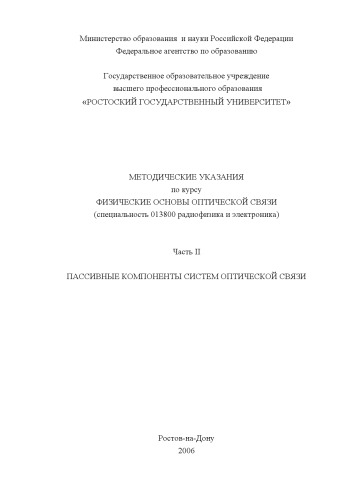 Министерство образования и науки Российской Федерации
Федеральное агентство по образованию
Государственное образовательное учреждение
высшего профессионального образования
«РОСТОСКИЙ ГОСУДАРСТВЕННЫЙ УНИВЕРСИТЕТ»
МЕТОДИЧЕСКИЕ УКАЗАНИЯ
по курсу
ФИЗИЧЕСКИЕ ОСНОВЫ ОПТИЧЕСКОЙ СВЯЗИ
(специальность 013800 радиофизика и электроника)
Часть II
ПАССИВНЫЕ КОМПОНЕНТЫ СИСТЕМ ОПТИЧЕСКОЙ СВЯЗИ
Ростов-на-Дону
2006